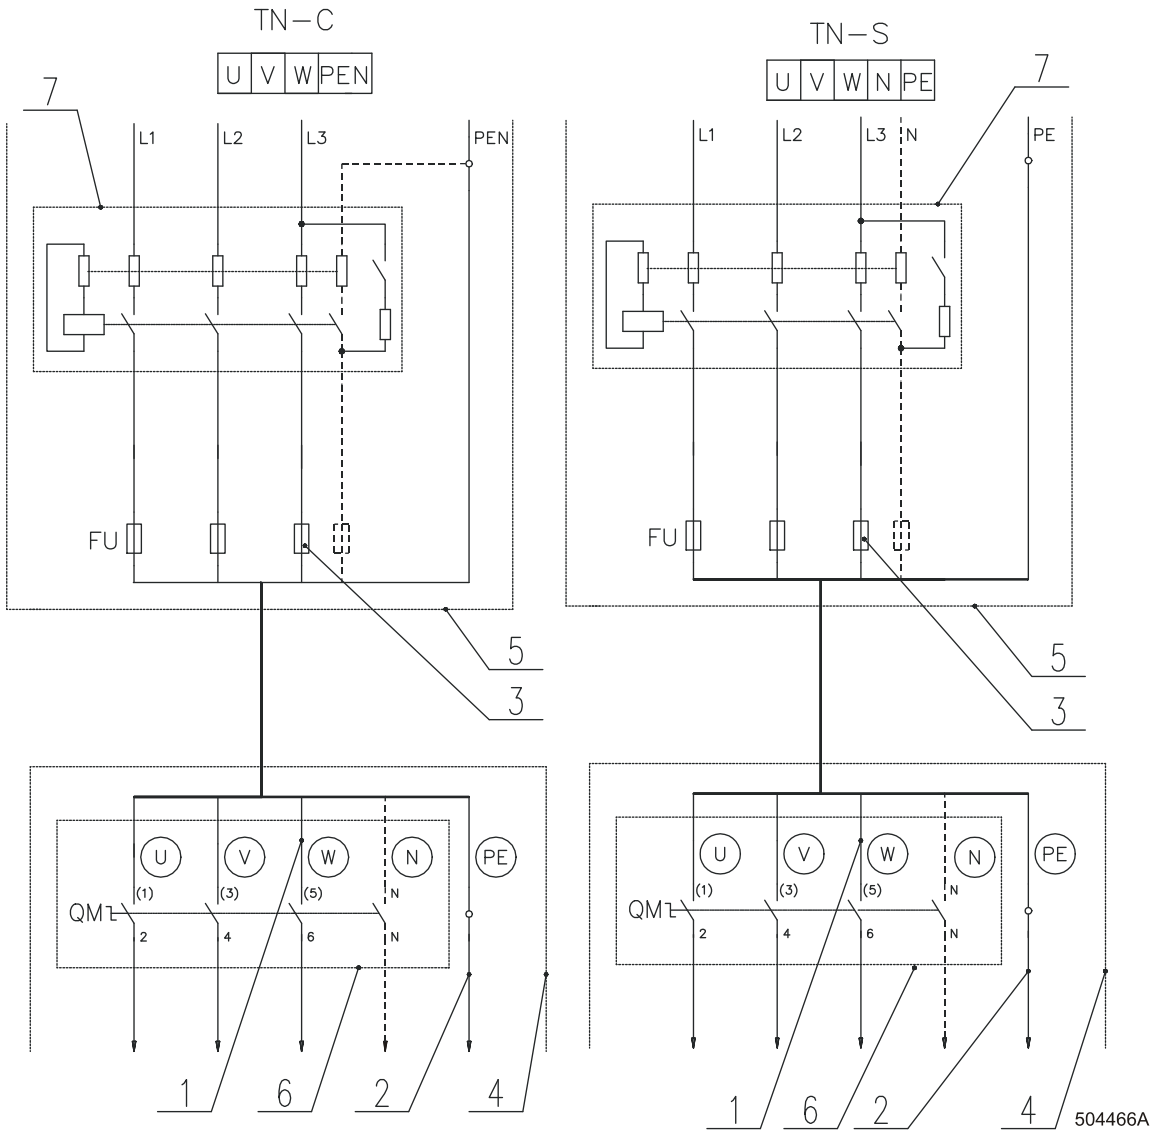 TN-C
U V W PEN
7
L1 L2 L3 PEN
FU
5
3
U V W N PE
(1) (3) (5) N
QM
2 4 6 N
1 6 2 4
TN-S
U V W N PE
7
L1 L2 L3 N PE
FU
5
3
U V W N PE
(1) (3) (5) N
QM
2 4 6 N
1 6 2 4
504466A